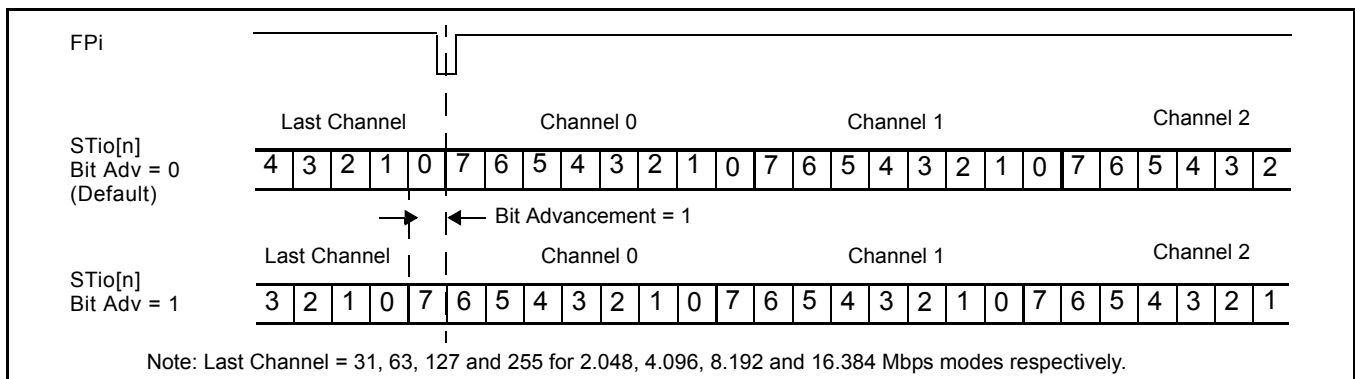 FPi
Last Channel Channel 0 Channel 1 Channel 2
STio[n]
Bit Adv = 0
(Default)
4 3 2 1 0 7 6 5 4 3 2 1 0 7 6 5 4 3 2 1 0 7 6 5 4 3 2
Bit Advancement = 1
Last Channel Channel 0 Channel 1 Channel 2
STio[n]
Bit Adv = 1
3 2 1 0 7 6 5 4 3 2 1 0 7 6 5 4 3 2 1 0 7 6 5 4 3 2 1
Note: Last Channel = 31, 63, 127 and 255 for 2.048, 4.096, 8.192 and 16.384 Mbps modes respectively.